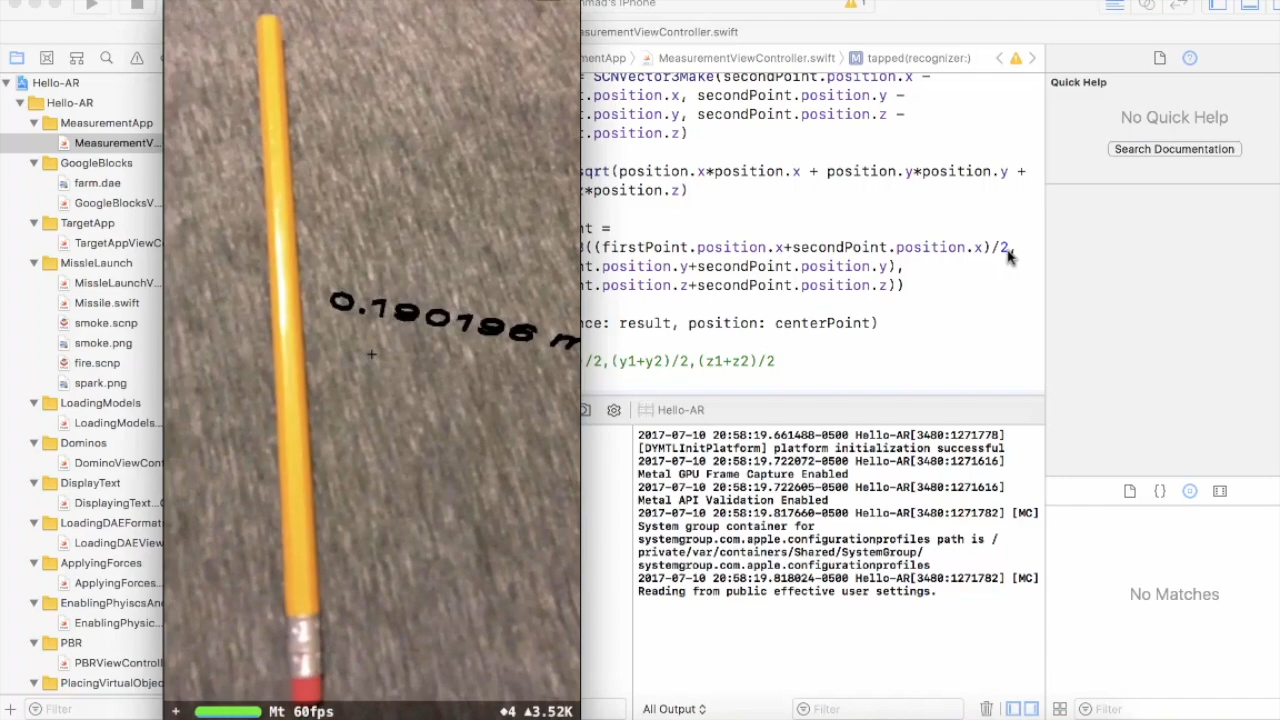 nmad's iPhone
1
asurementViewController.swift
mentApp
MeasurementViewController.swift
M
tapped(recognizer:)
Hello-AR
Hello-AR
MeasurementApp
MeasurementV...
GoogleBlocks
farm.dae
GoogleBlocksV...
TargetApp
TargetAppViewC
MissleLaunch
MissleLaunchV...
Missile.swift
smoke.scnp
smoke.png
fire.scnp
spark.png
LoadingModels
LoadingModels...
Dominos
DominoViewCont
DisplayText
DisplayingText...
LoadingDAEFormat
LoadingDAEView
ApplyingForces
ApplyingForces...
EnablingPhyiscsAnd
EnablingPhysic...
PBR
PBRViewControll
PlacingVirtualObjec
Filter
0.190196 m
+
Mt 60fps
◆4 ▲3.52K
= SCNVector3Make(secondPoint.position.x -
t.position.x, secondPoint.position.y -
t.position.y, secondPoint.position.z -
t.position.z)
sqrt(position.x*position.x + position.y*position.y +
z*position.z)
nt =
3((firstPoint.position.x+secondPoint.position.x)/2,
t.position.y+secondPoint.position.y),
t.position.z+secondPoint.position.z))
nce: result, position: centerPoint)
/2,(y1+y2)/2,(z1+z2)/2
Hello-AR
2017-07-10 20:58:19.661488-0500 Hello-AR[3480:1271778]
[DYMTLInitPlatform] platform initialization successful
2017-07-10 20:58:19.722072-0500 Hello-AR[3480:1271616]
Metal GPU Frame Capture Enabled
2017-07-10 20:58:19.722605-0500 Hello-AR[3480:1271616]
Metal API Validation Enabled
2017-07-10 20:58:19.817660-0500 Hello-AR[3480:1271782] [MC]
System group container for
systemgroup.com.apple.configurationprofiles path is /
private/var/containers/Shared/SystemGroup/
systemgroup.com.apple.configurationprofiles
2017-07-10 20:58:19.818024-0500 Hello-AR[3480:1271782] [MC]
Reading from public effective user settings.
All Output
Filter
Quick Help
No Quick Help
Search Documentation
No Matches
Filter